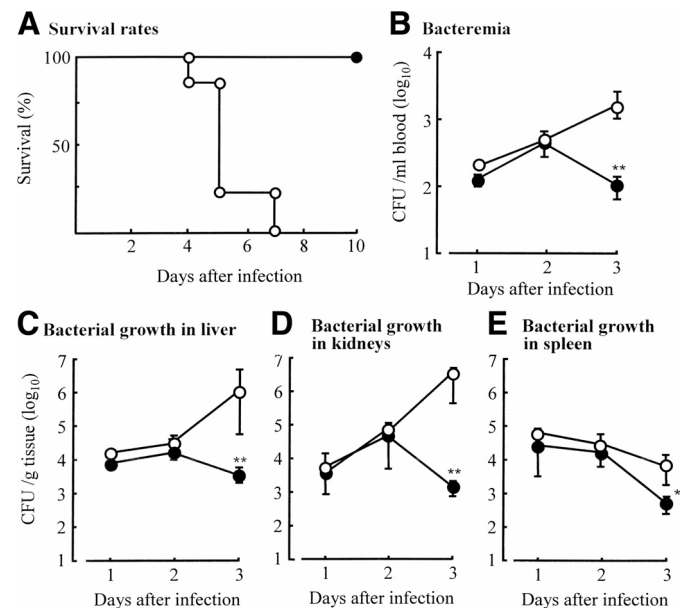 A Survival rates
100
50
Survival (%)
2 4 6 8 10
Days after infection
B Bacteremia
4
3
2
1
CFU /ml blood (log10)
**
1 2 3
Days after infection
C Bacterial growth in liver
7
6
5
4
3
2
1
CFU /g tissue (log10)
**
1 2 3
Days after infection
D Bacterial growth
in kidneys
7
6
5
4
3
2
1
**
1 2 3
Days after infection
E Bacterial growth
in spleen
7
6
5
4
3
2
1
*
1 2 3
Days after infection